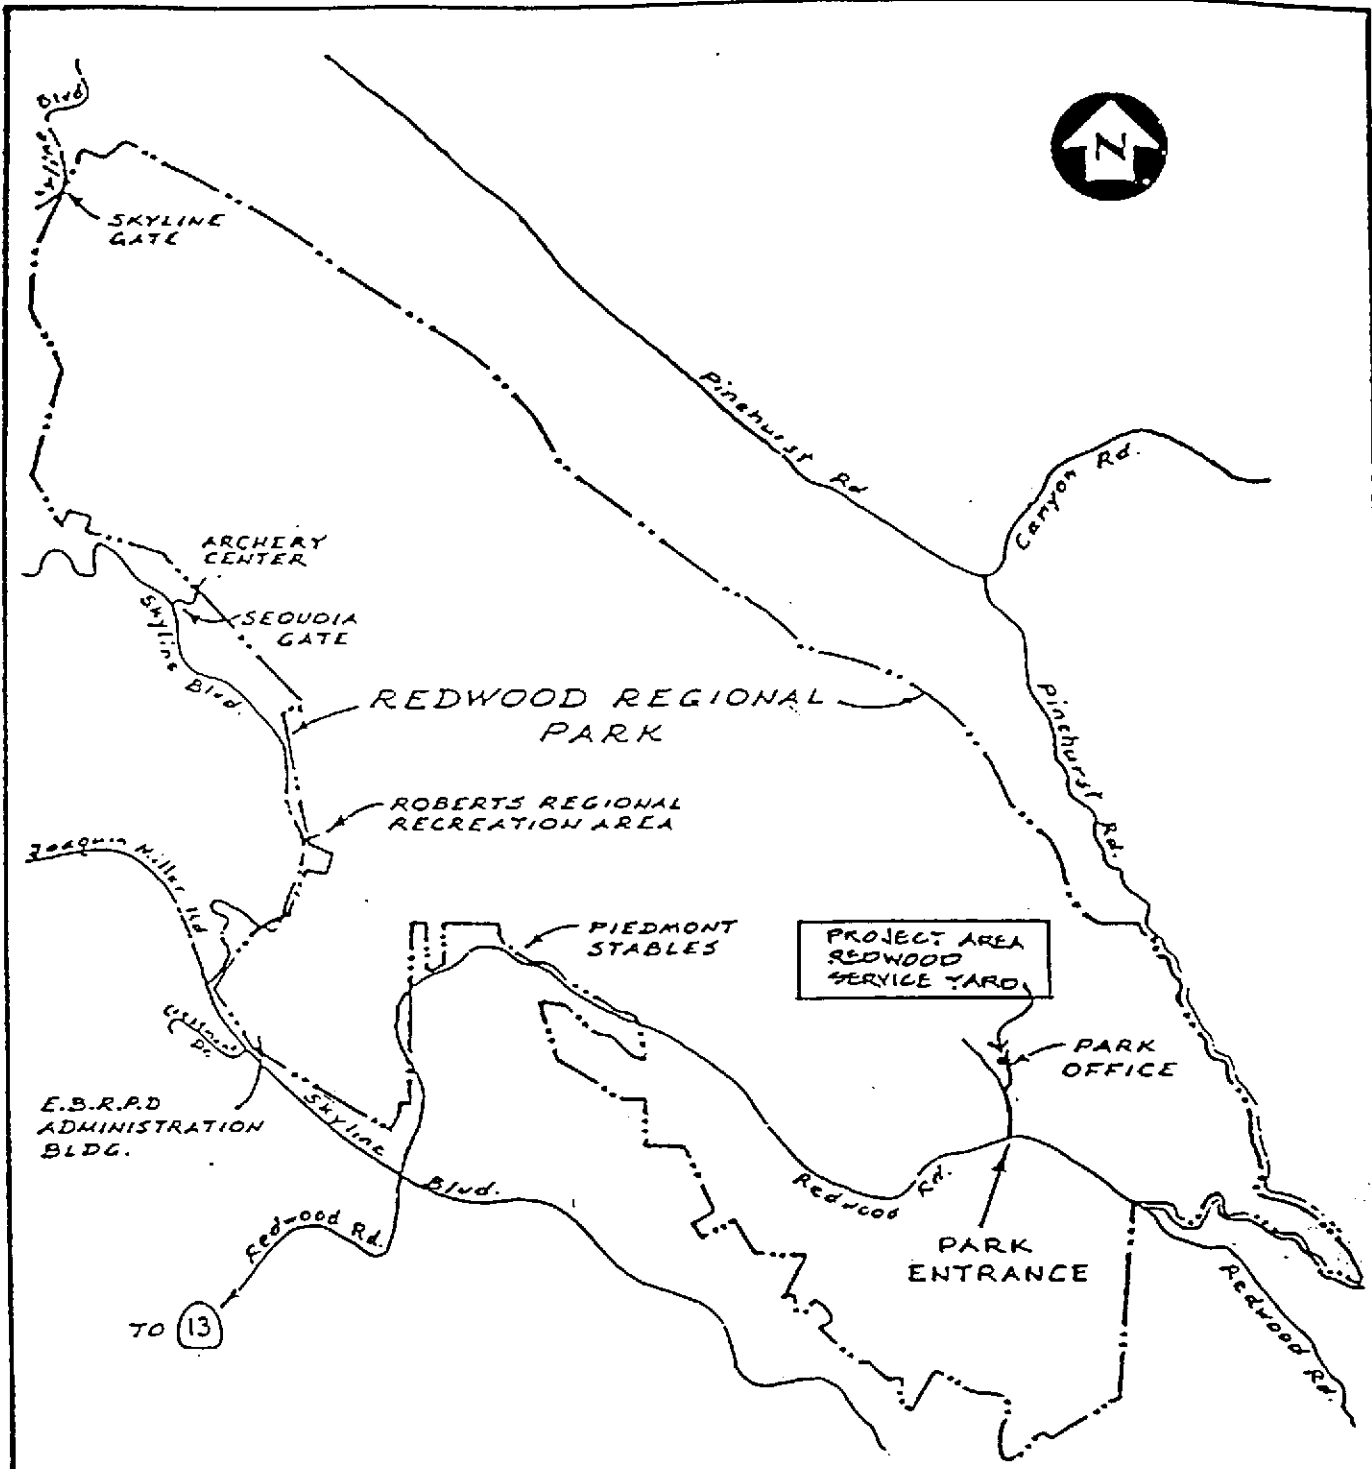 Blvd
N
SKYLINE
GATE
Pinehurst Rd
Canyon Rd.
ARCHERY
CENTER
SEQUOIA
GATE
Skyline Blvd.
REDWOOD REGIONAL
PARK
Pinehurst Rd.
ROBERTS REGIONAL
RECREATION AREA
Joaquin Miller Rd
PIEDMONT
STABLES
PROJECT AREA
REDWOOD
SERVICE YARD
PARK
OFFICE
Dr.
E.B.R.P.D
ADMINISTRATION
BLDG.
Skyline Blvd.
Redwood Rd.
Redwood Rd.
PARK
ENTRANCE
Redwood Rd.
TO 13